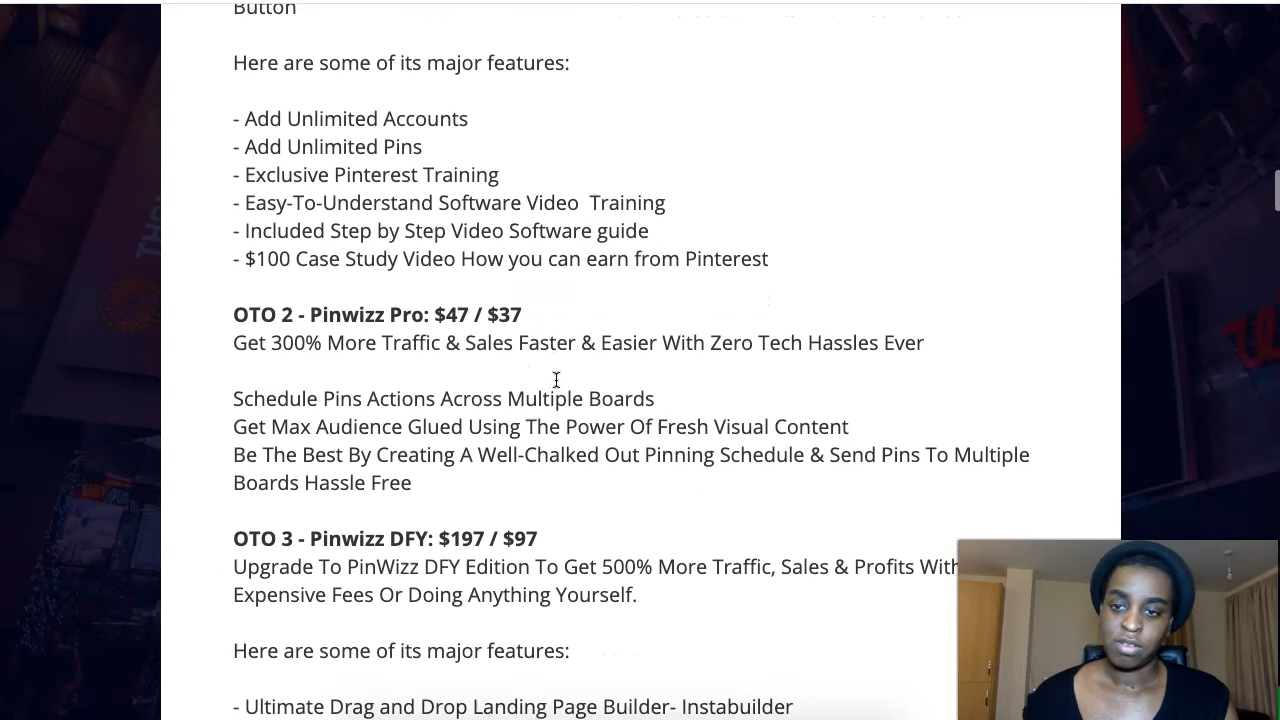 Button
Here are some of its major features:
- Add Unlimited Accounts
- Add Unlimited Pins
- Exclusive Pinterest Training
- Easy-To-Understand Software Video  Training
- Included Step by Step Video Software guide
- $100 Case Study Video How you can earn from Pinterest
OTO 2 - Pinwizz Pro: $47 / $37
Get 300% More Traffic & Sales Faster & Easier With Zero Tech Hassles Ever
Schedule Pins Actions Across Multiple Boards
Get Max Audience Glued Using The Power Of Fresh Visual Content
Be The Best By Creating A Well-Chalked Out Pinning Schedule & Send Pins To Multiple
Boards Hassle Free
OTO 3 - Pinwizz DFY: $197 / $97
Upgrade To PinWizz DFY Edition To Get 500% More Traffic, Sales & Profits With
Expensive Fees Or Doing Anything Yourself.
Here are some of its major features:
- Ultimate Drag and Drop Landing Page Builder- Instabuilder